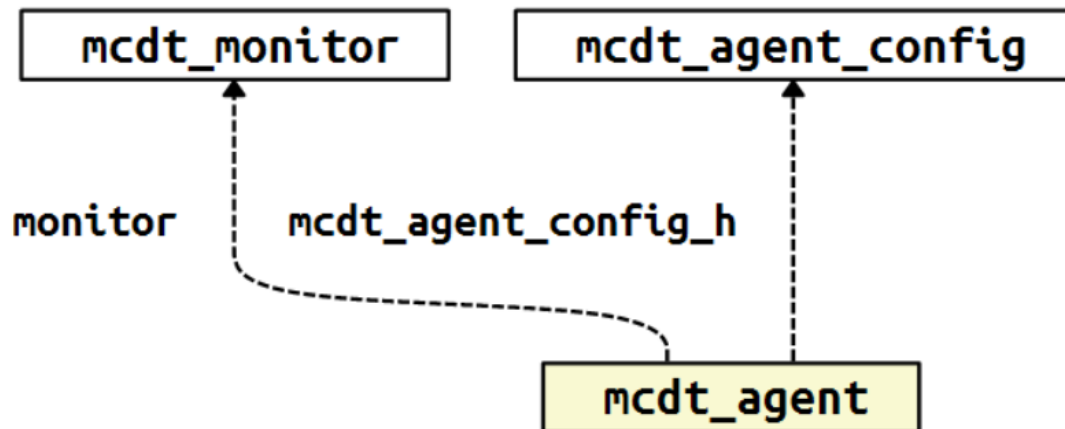 mcdt_monitor
mcdt_agent_config
monitor
mcdt_agent_config_h
mcdt_agent